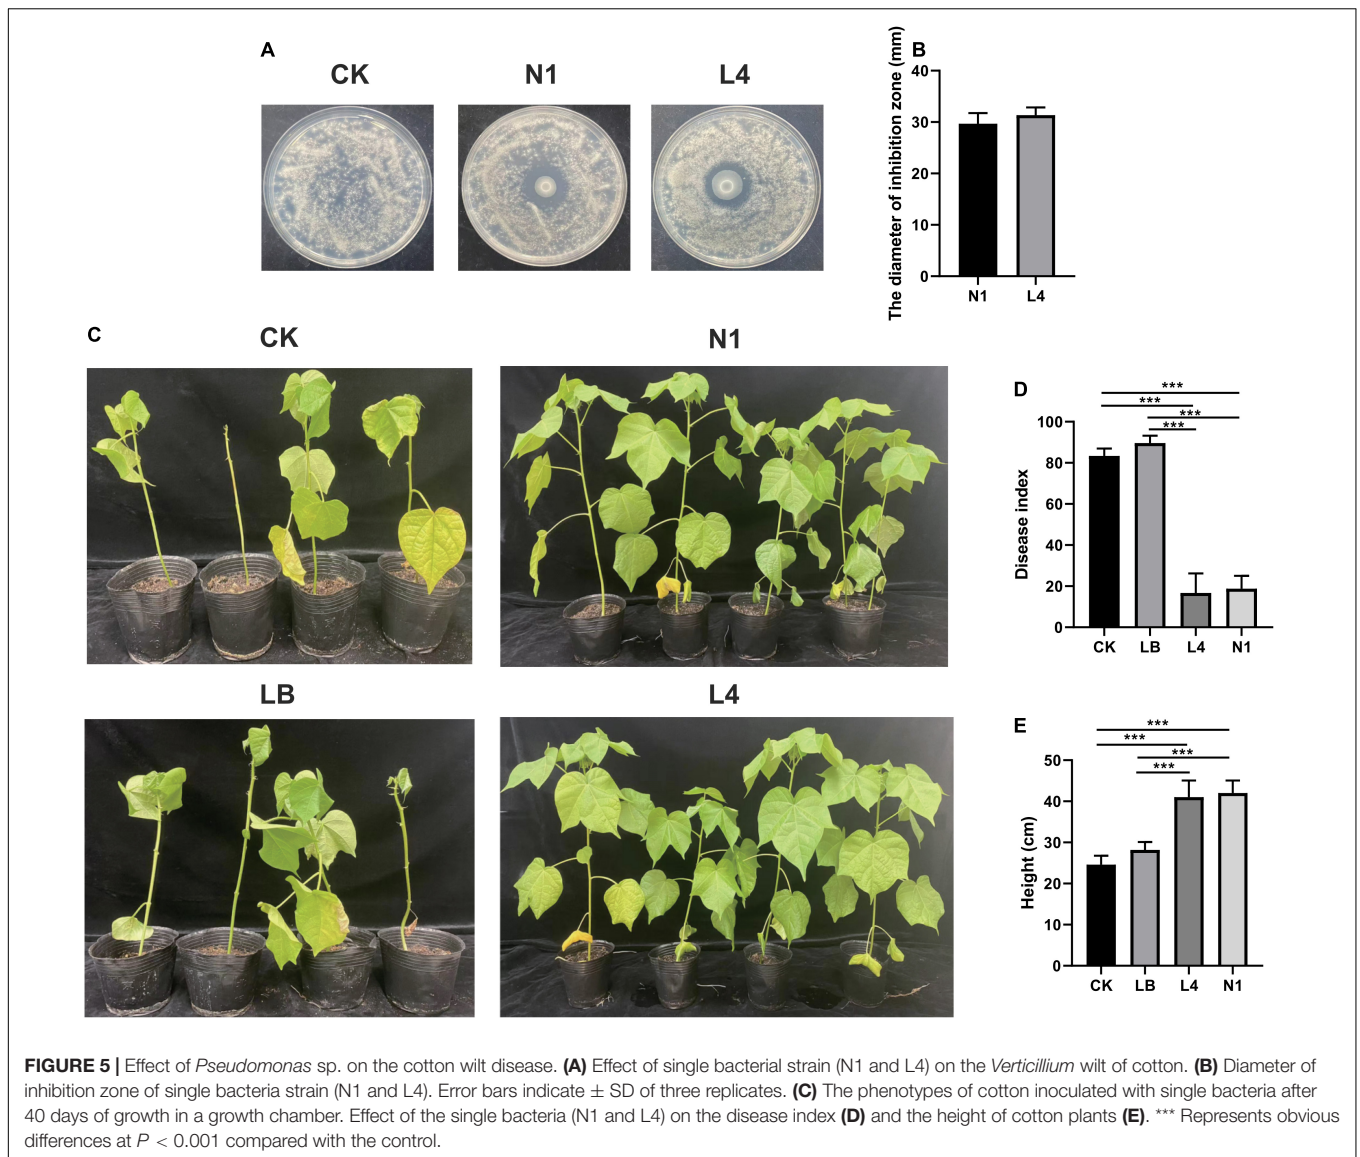 A
CK
N1
L4
B
The diameter of inhibition zone (mm)
40
30
20
10
0
N1
L4
C
CK
N1
LB
L4
D
Disease index
100
80
60
40
20
0
***
***
***
***
CK
LB
L4
N1
E
Height (cm)
50
40
30
20
10
0
***
***
***
***
CK
LB
L4
N1
FIGURE 5 | Effect of Pseudomonas sp. on the cotton wilt disease. (A) Effect of single bacterial strain (N1 and L4) on the Verticillium wilt of cotton. (B) Diameter of
inhibition zone of single bacteria strain (N1 and L4). Error bars indicate ± SD of three replicates. (C) The phenotypes of cotton inoculated with single bacteria after
40 days of growth in a growth chamber. Effect of the single bacteria (N1 and L4) on the disease index (D) and the height of cotton plants (E). *** Represents obvious
differences at P < 0.001 compared with the control.